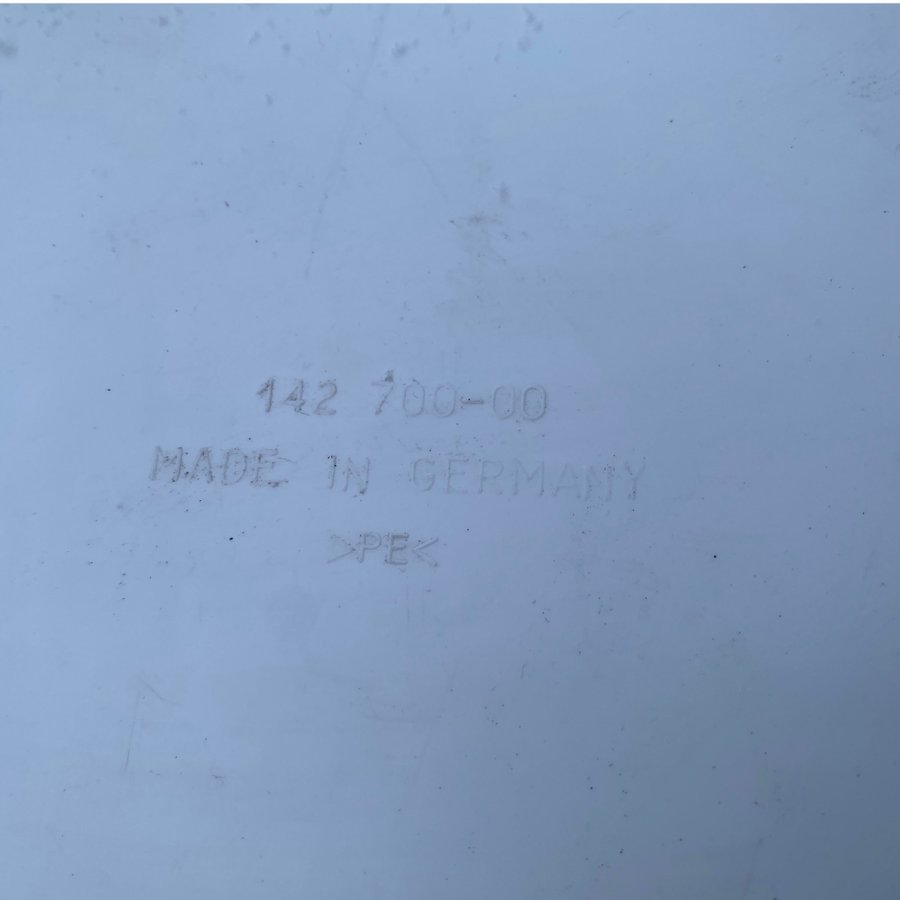 142 700-00
MADE IN GERMANY
>PE<